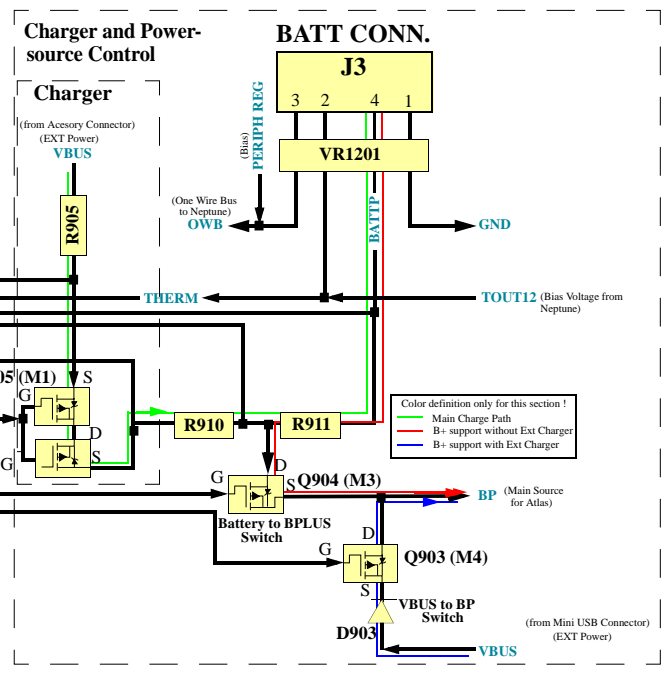 Charger and Power-
source Control
BATT CONN.
J3
3 2 4 1
Charger
(from Acesory Connector)
(EXT Power)
VBUS
(Bias)
PERIPH REG
VR1201
(One Wire Bus
to Neptune)
OWB
BATTP
GND
R905
THERM
TOUT12 (Bias Voltage from
Neptune)
05 (M1)
S
G
D
S
G
R910
R911
Color definition only for this section !
Main Charge Path
B+ support without Ext Charger
B+ support with Ext Charger
D
G
S
Q904 (M3)
BP (Main Source
for Atlas)
Battery to BPLUS
Switch
D
G
Q903 (M4)
S
VBUS to BP
Switch
D903
(from Mini USB Connector)
(EXT Power)
VBUS